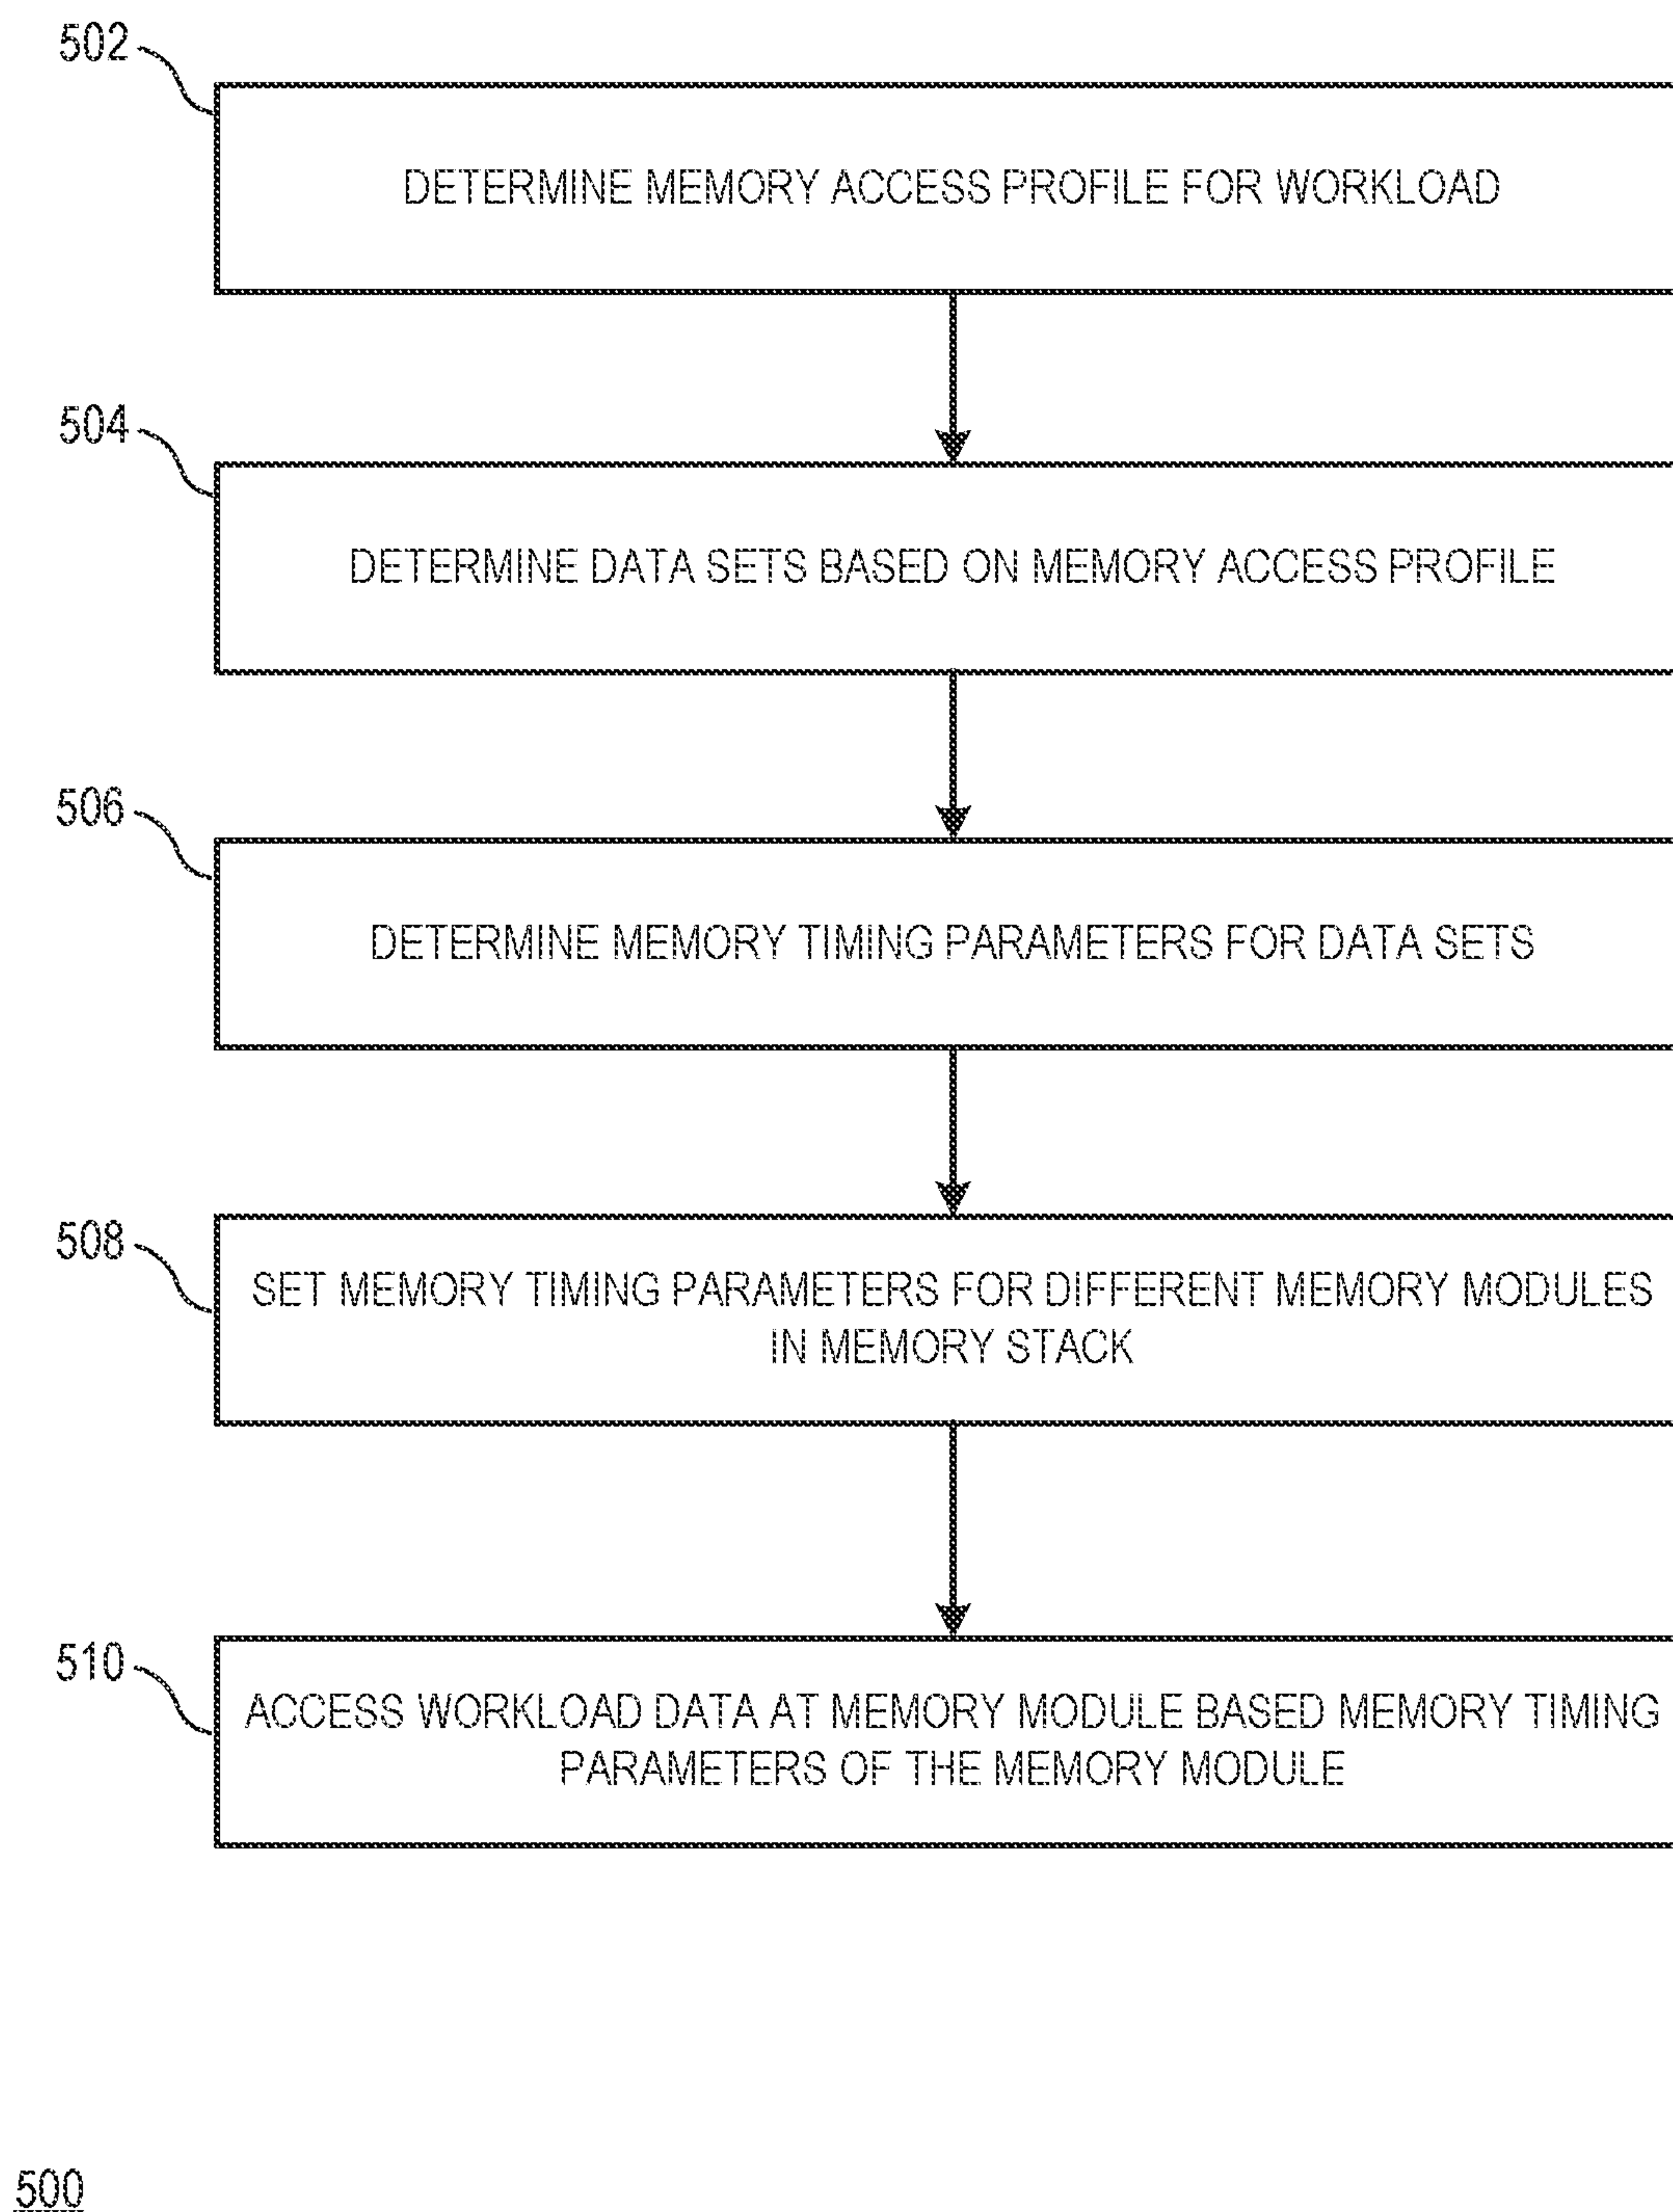 502
DETERMINE MEMORY ACCESS PROFILE FOR WORKLOAD
504
DETERMINE DATA SETS BASED ON MEMORY ACCESS PROFILE
506
DETERMINE MEMORY TIMING PARAMETERS FOR DATA SETS
508
SET MEMORY TIMING PARAMETERS FOR DIFFERENT MEMORY MODULES
IN MEMORY STACK
510
ACCESS WORKLOAD DATA AT MEMORY MODULE BASED MEMORY TIMING
PARAMETERS OF THE MEMORY MODULE
500